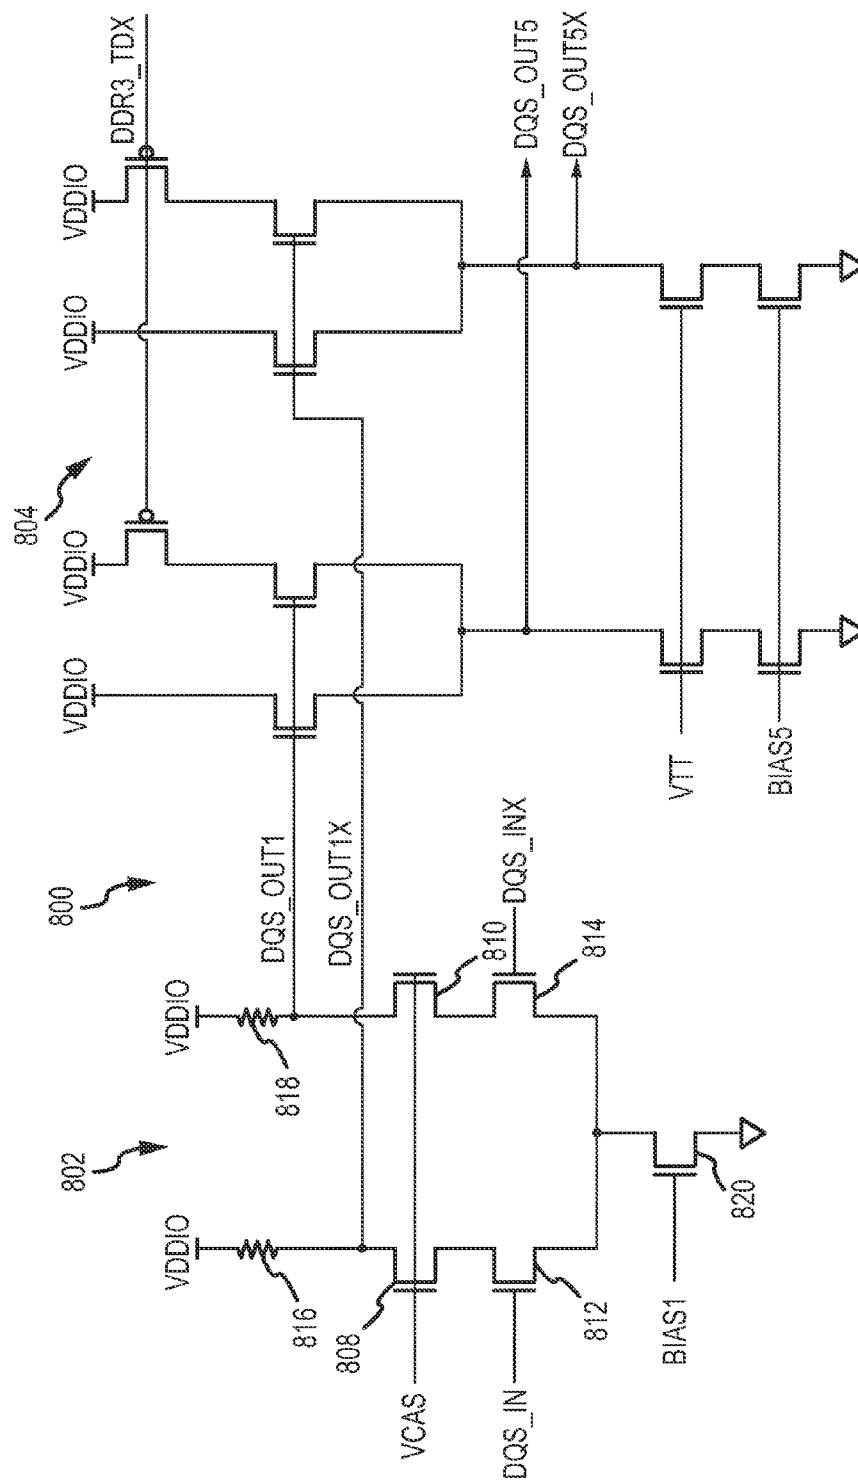 802
800
804
VDDIO
VDDIO
VDDIO
VDDIO
VDDIO
VDDIO
DDR3_TDX
816
818
DQS_OUT1
DQS_OUT1X
808
810
VCAS
DQS_IN
DQS_INX
812
814
BIAS1
820
DQS_OUT5
DQS_OUT5X
VTT
BIAS5